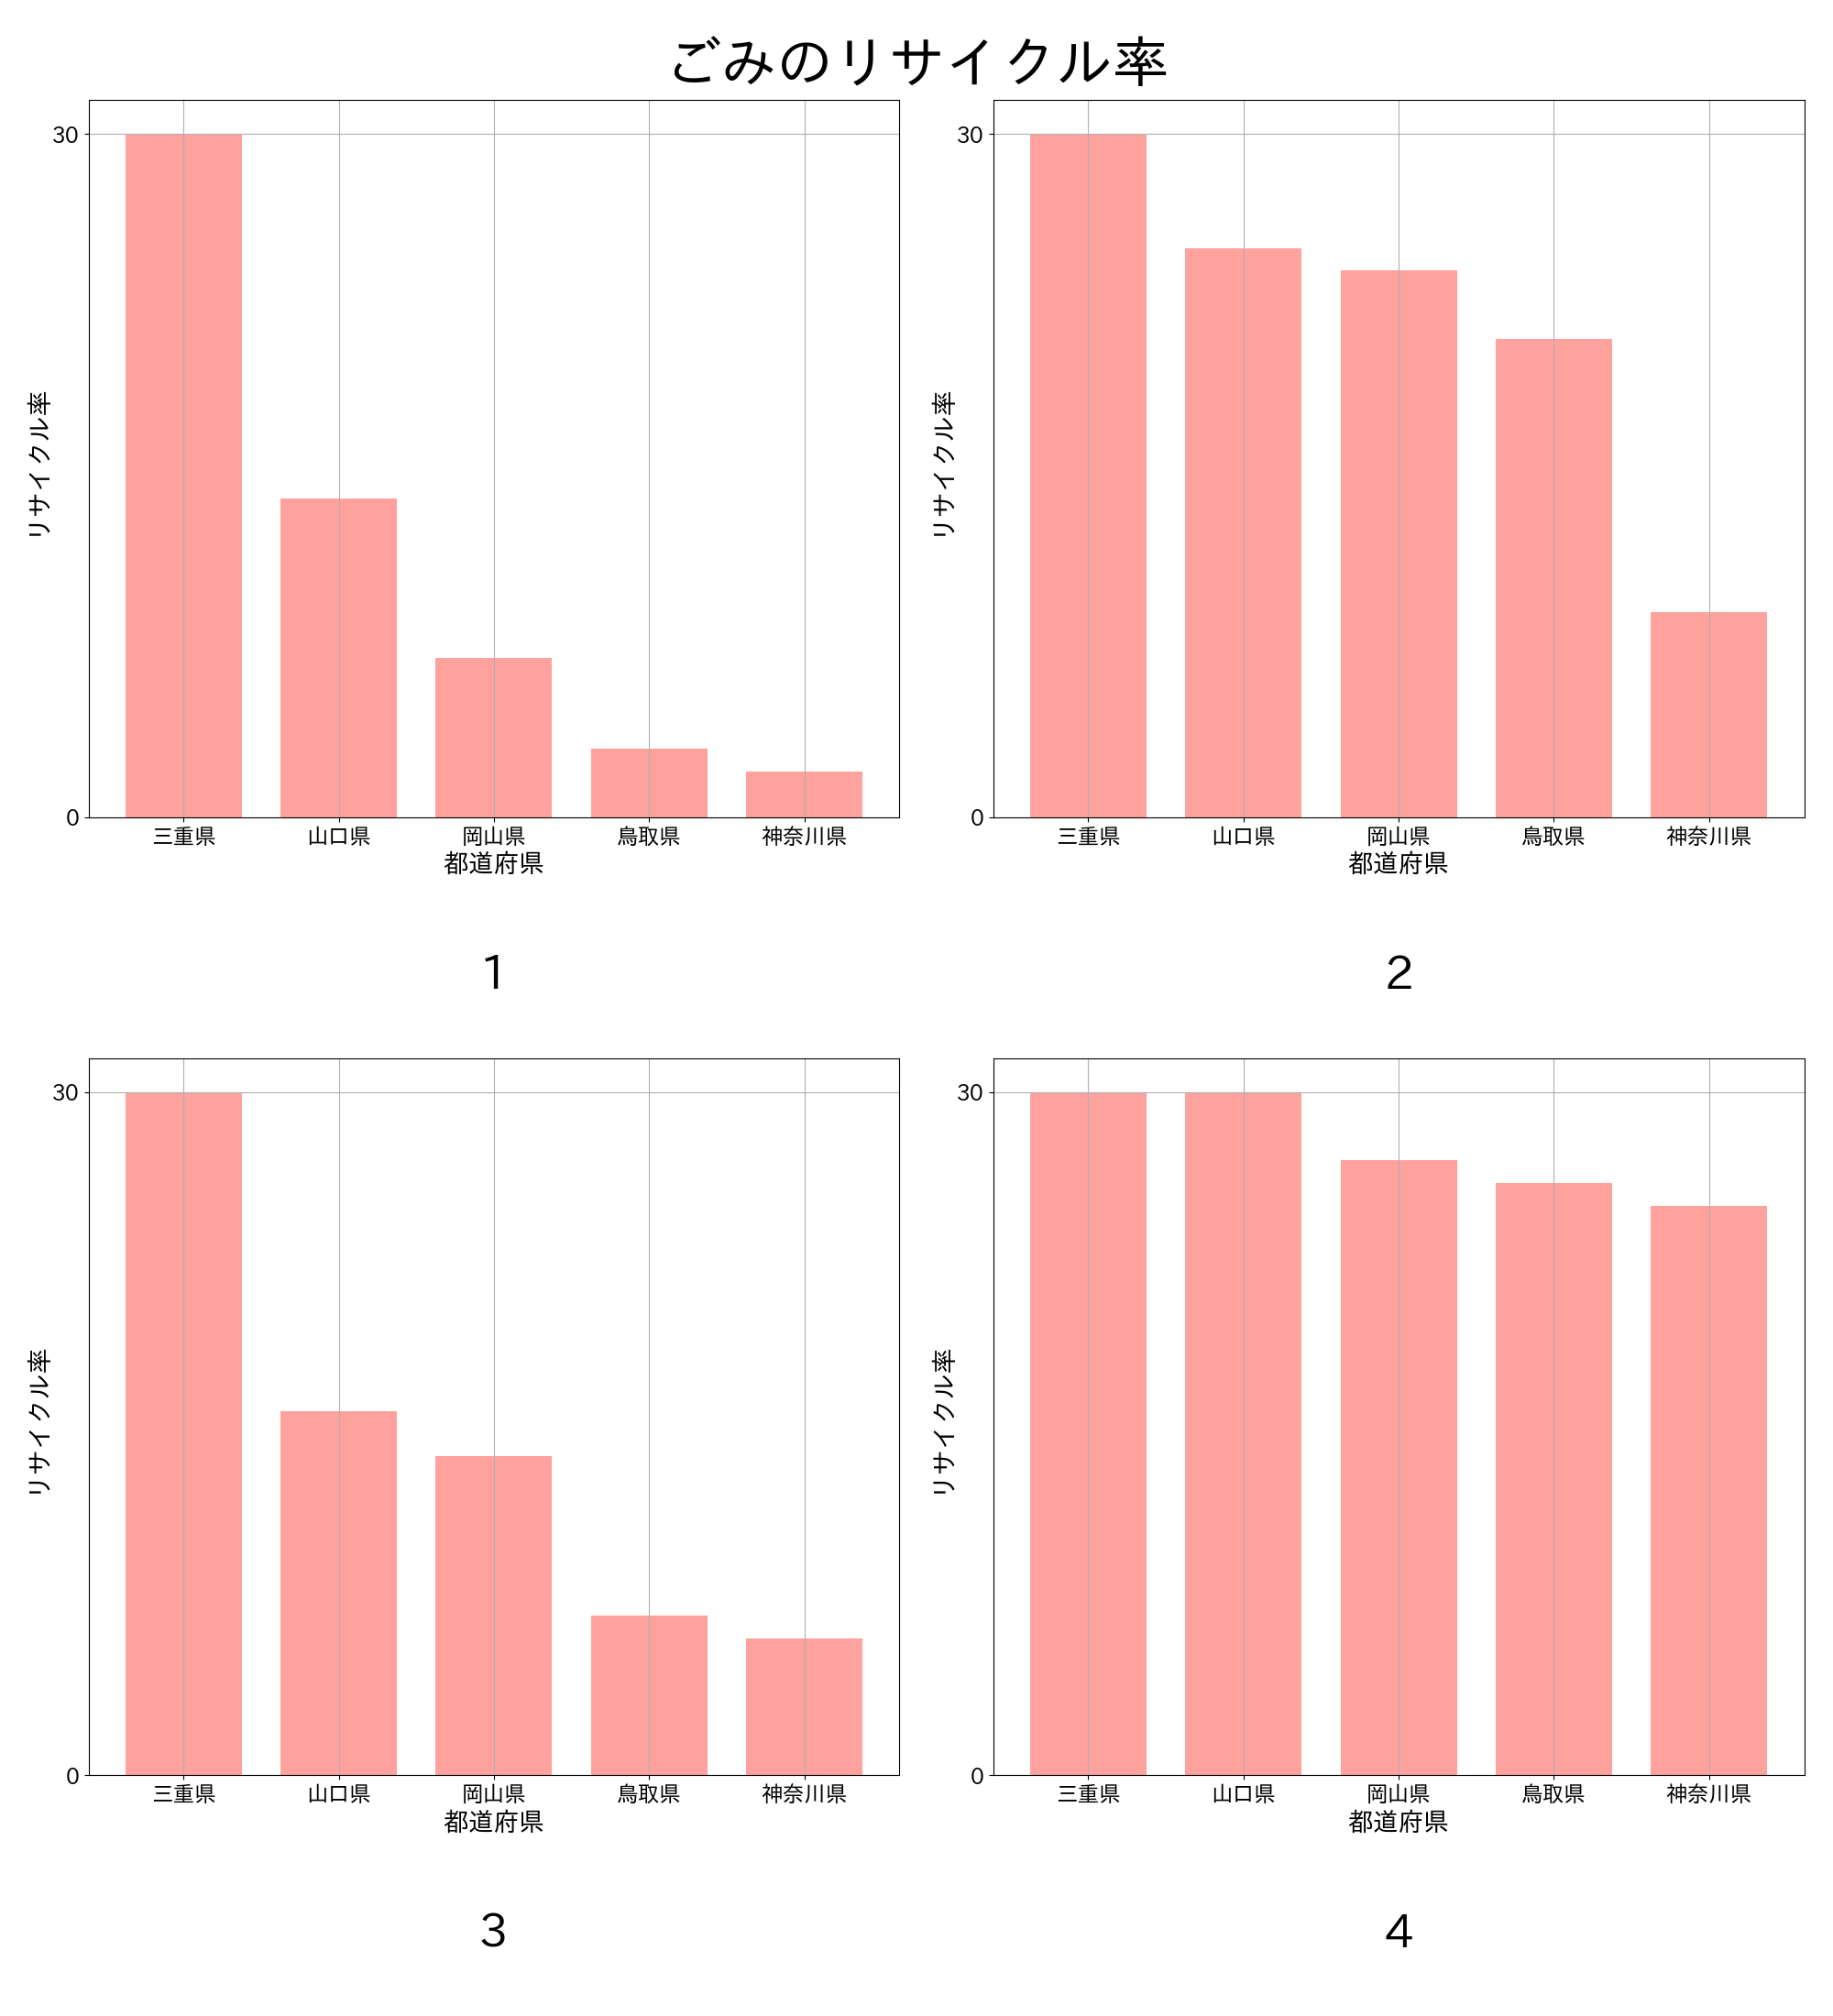 ごみのリサイクル率
30
0
リサイクル率
三重県 山口県 岡山県 鳥取県 神奈川県
都道府県
1
30
0
リサイクル率
三重県 山口県 岡山県 鳥取県 神奈川県
都道府県
2
30
0
リサイクル率
三重県 山口県 岡山県 鳥取県 神奈川県
都道府県
3
30
0
リサイクル率
三重県 山口県 岡山県 鳥取県 神奈川県
都道府県
4